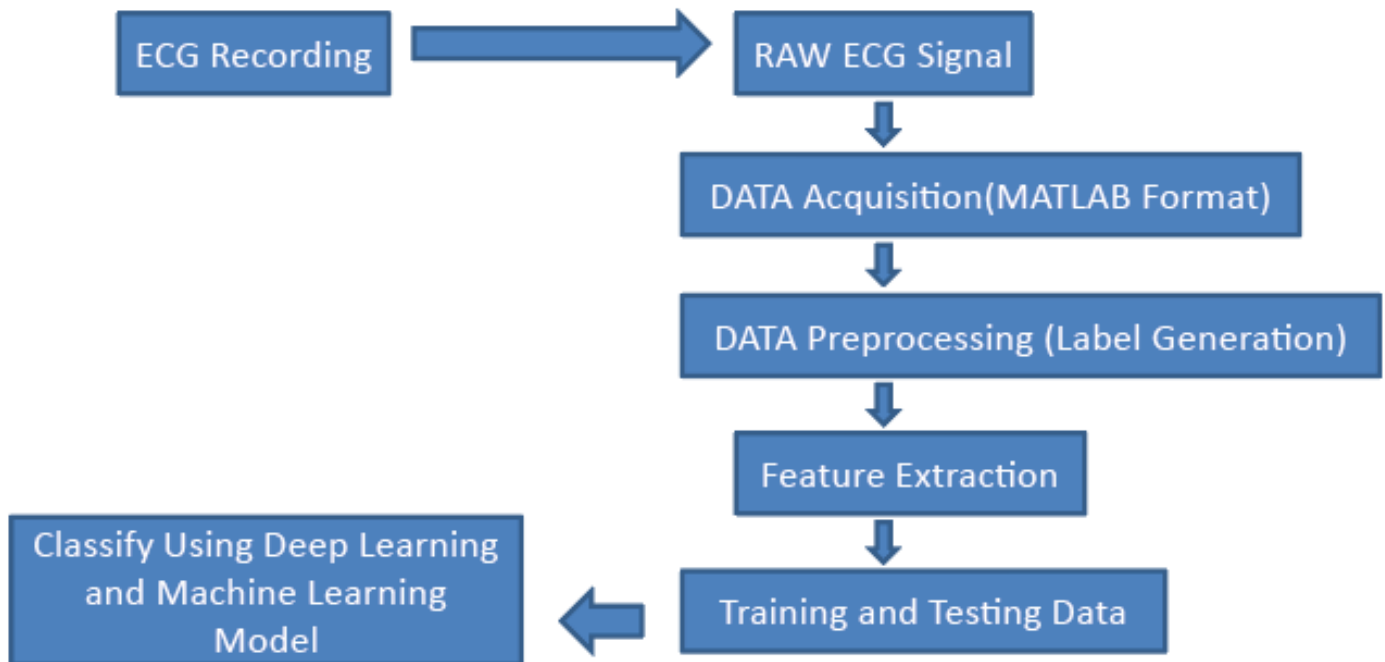 ECG Recording
RAW ECG Signal
DATA Acquisition(MATLAB Format)
DATA Preprocessing (Label Generation)
Feature Extraction
Training and Testing Data
Classify Using Deep Learning
and Machine Learning
Model